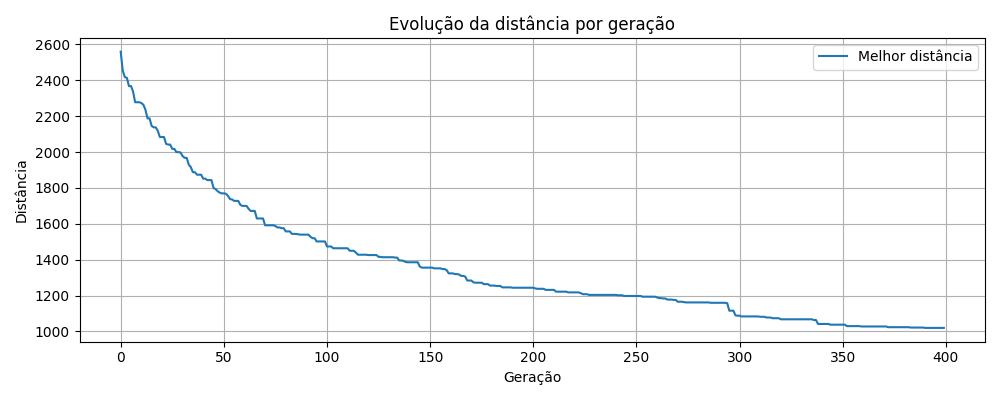 Evolução da distância por geração
Melhor distância
Distância
2600
2400
2200
2000
1800
1600
1400
1200
1000
0 50 100 150 200 250 300 350 400
Geração